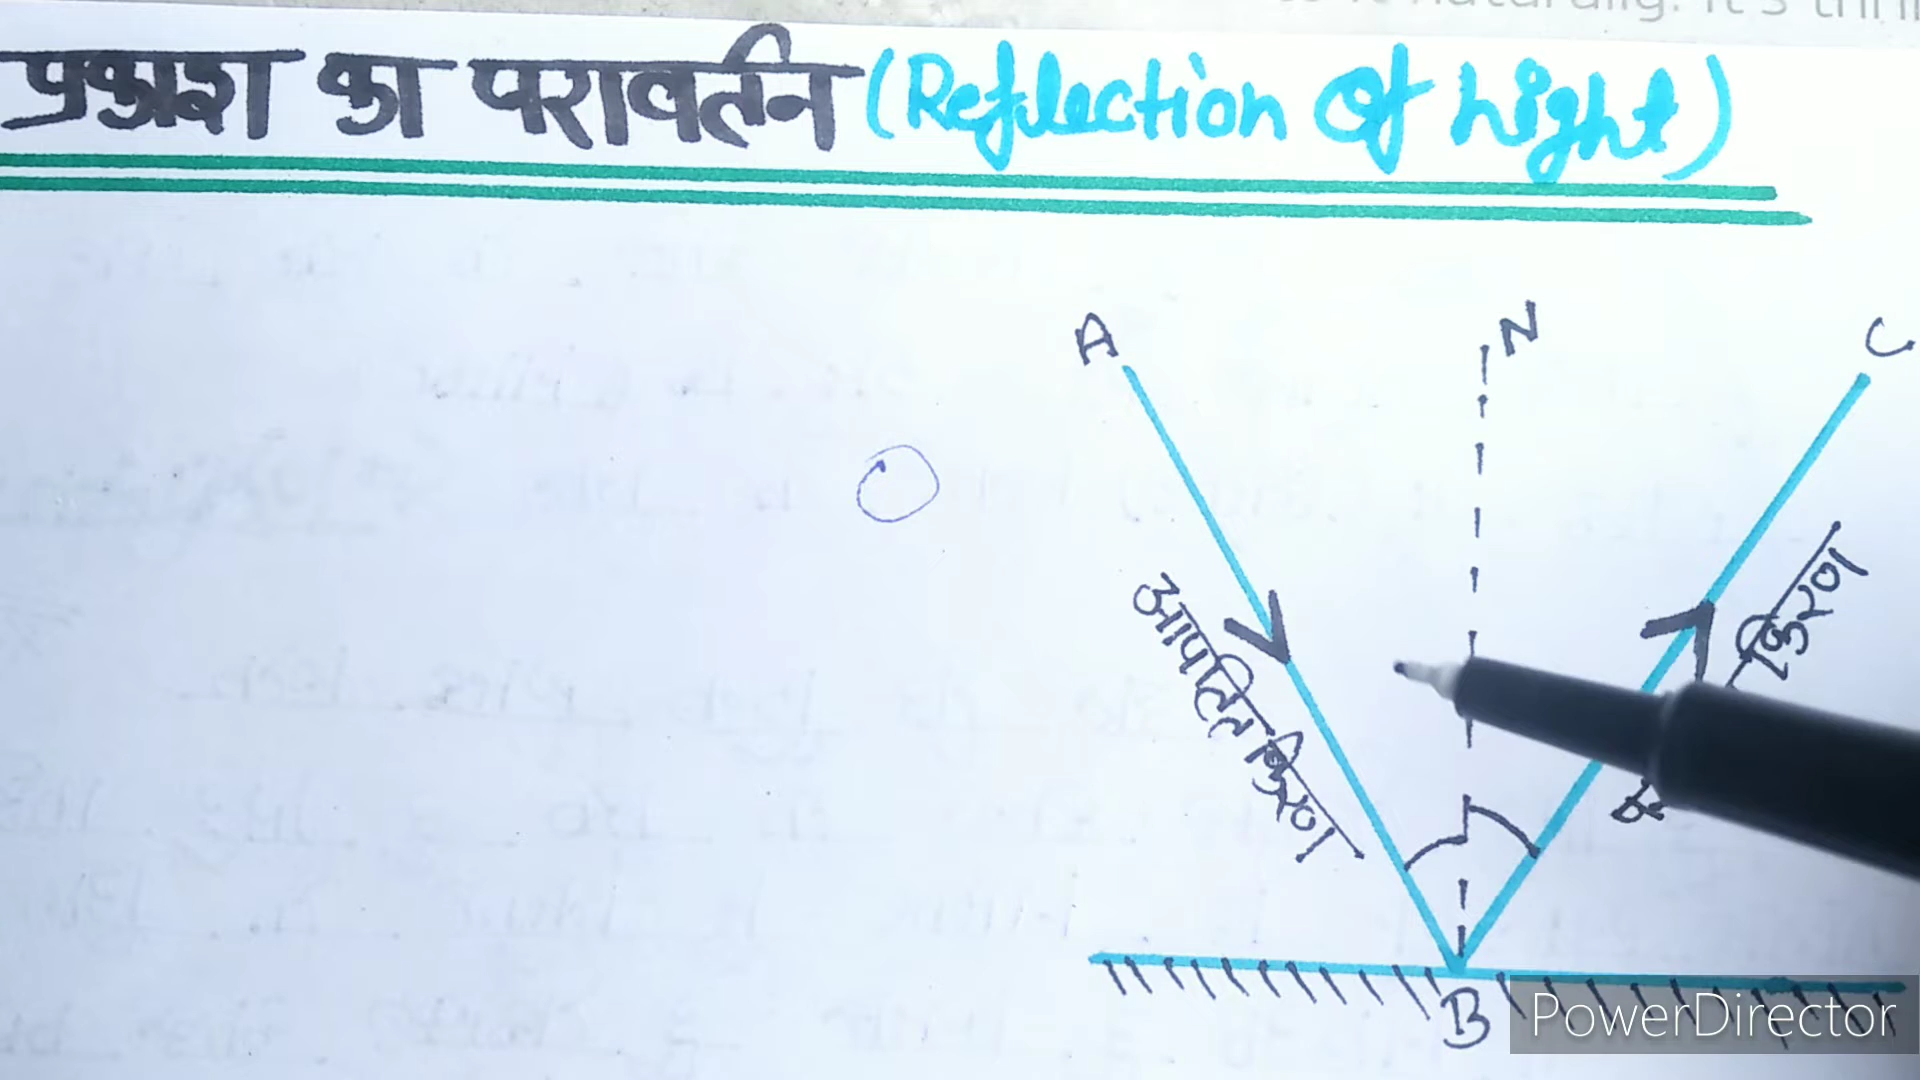 प्रकाश का परावर्तन (Reflection Of Light)
A
N
C
आपतित किरण
किरण
B
PowerDirector